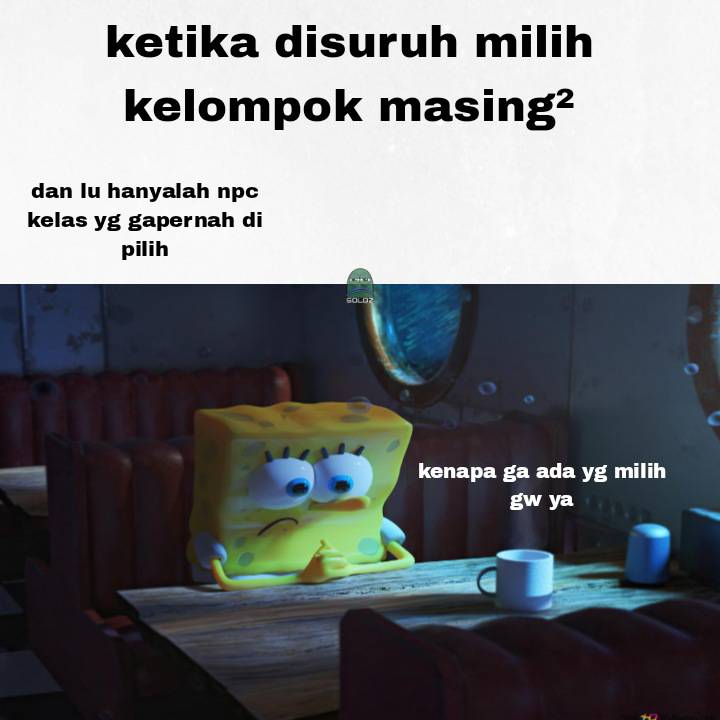 ketika disuruh milih
kelompok masing²
dan lu hanyalah npc
kelas yg gapernah di
pilih
SOLOZ
kenapa ga ada yg milih
gw ya